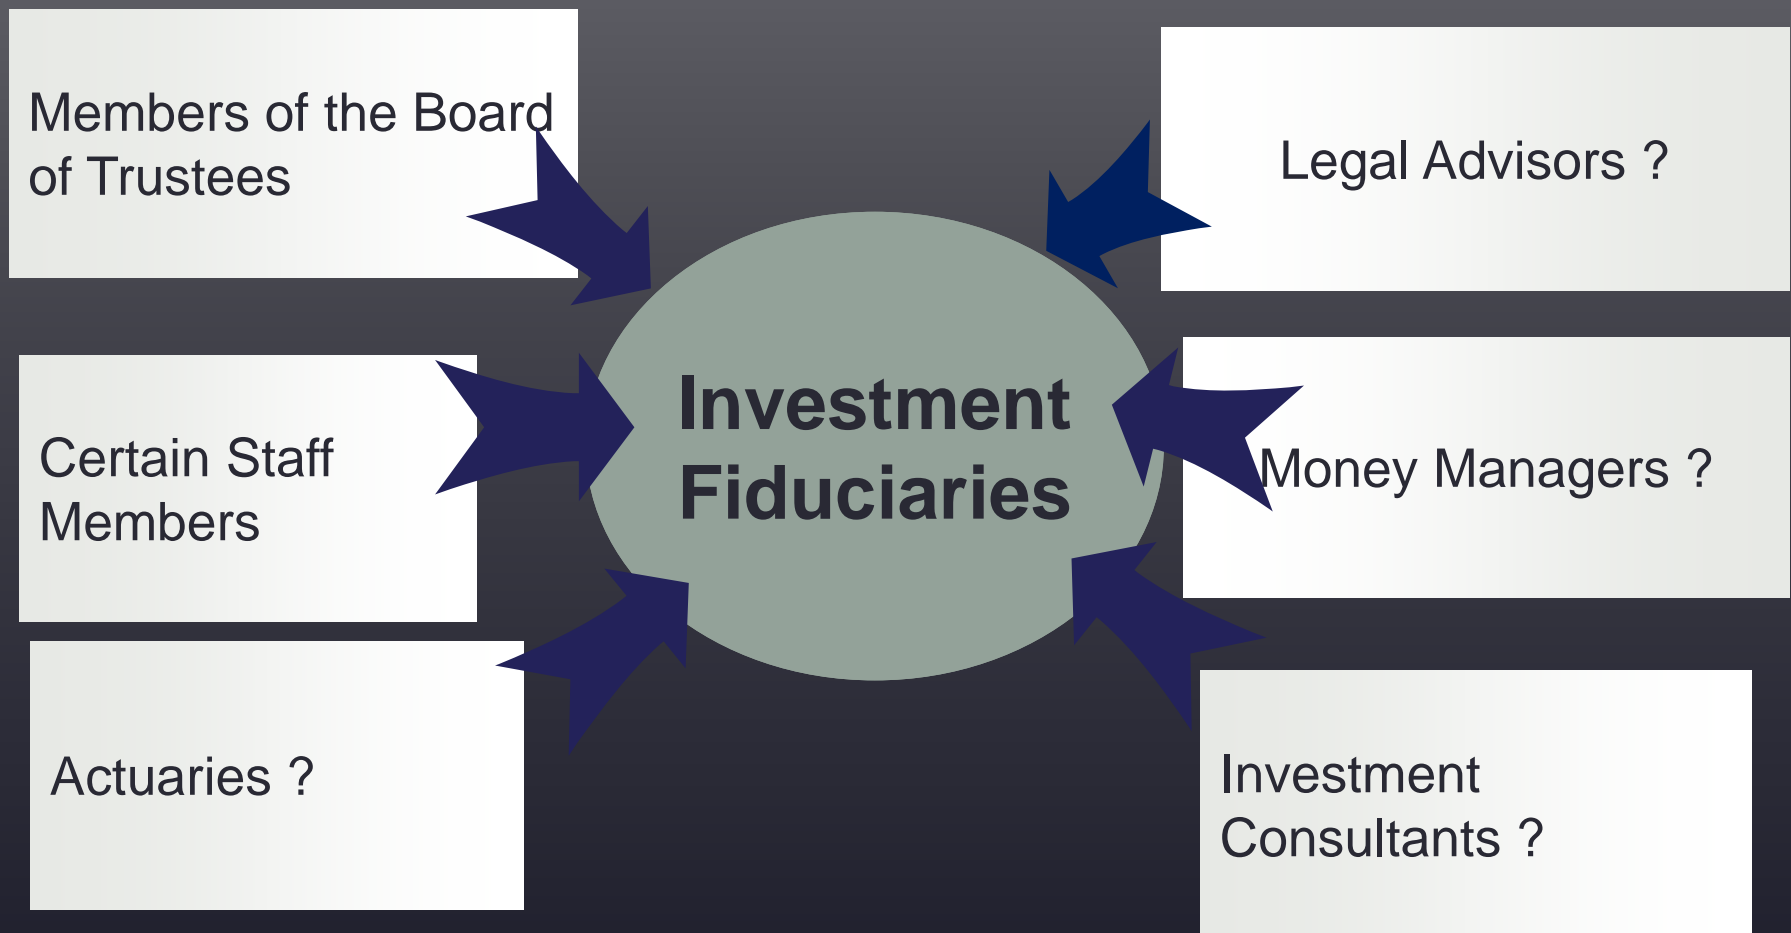 Members of the Board
of Trustees
Legal Advisors ?
Certain Staff
Members
Investment
Fiduciaries
Money Managers ?
Actuaries ?
Investment
Consultants ?